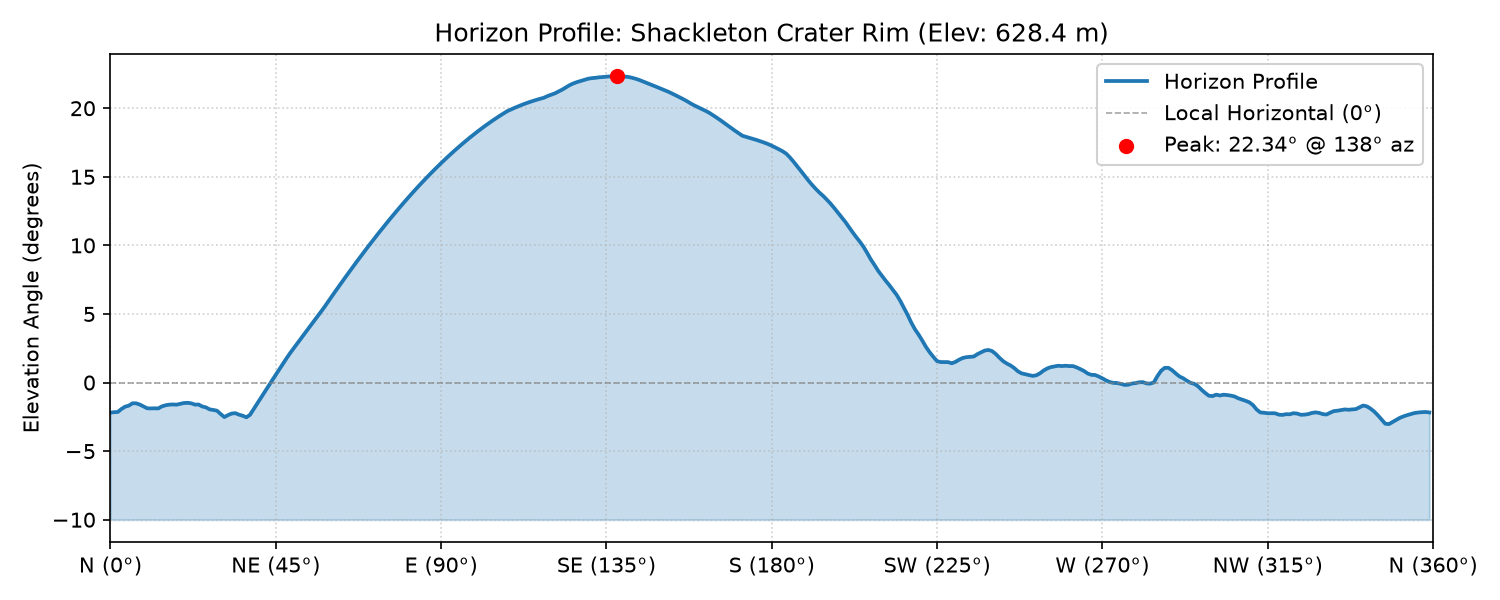 Horizon Profile: Shackleton Crater Rim (Elev: 628.4 m)
Horizon Profile
Local Horizontal (0°)
Peak: 22.34° @ 138° az
Elevation Angle (degrees)
20
15
10
5
0
−5
−10
N (0°) NE (45°) E (90°) SE (135°) S (180°) SW (225°) W (270°) NW (315°) N (360°)